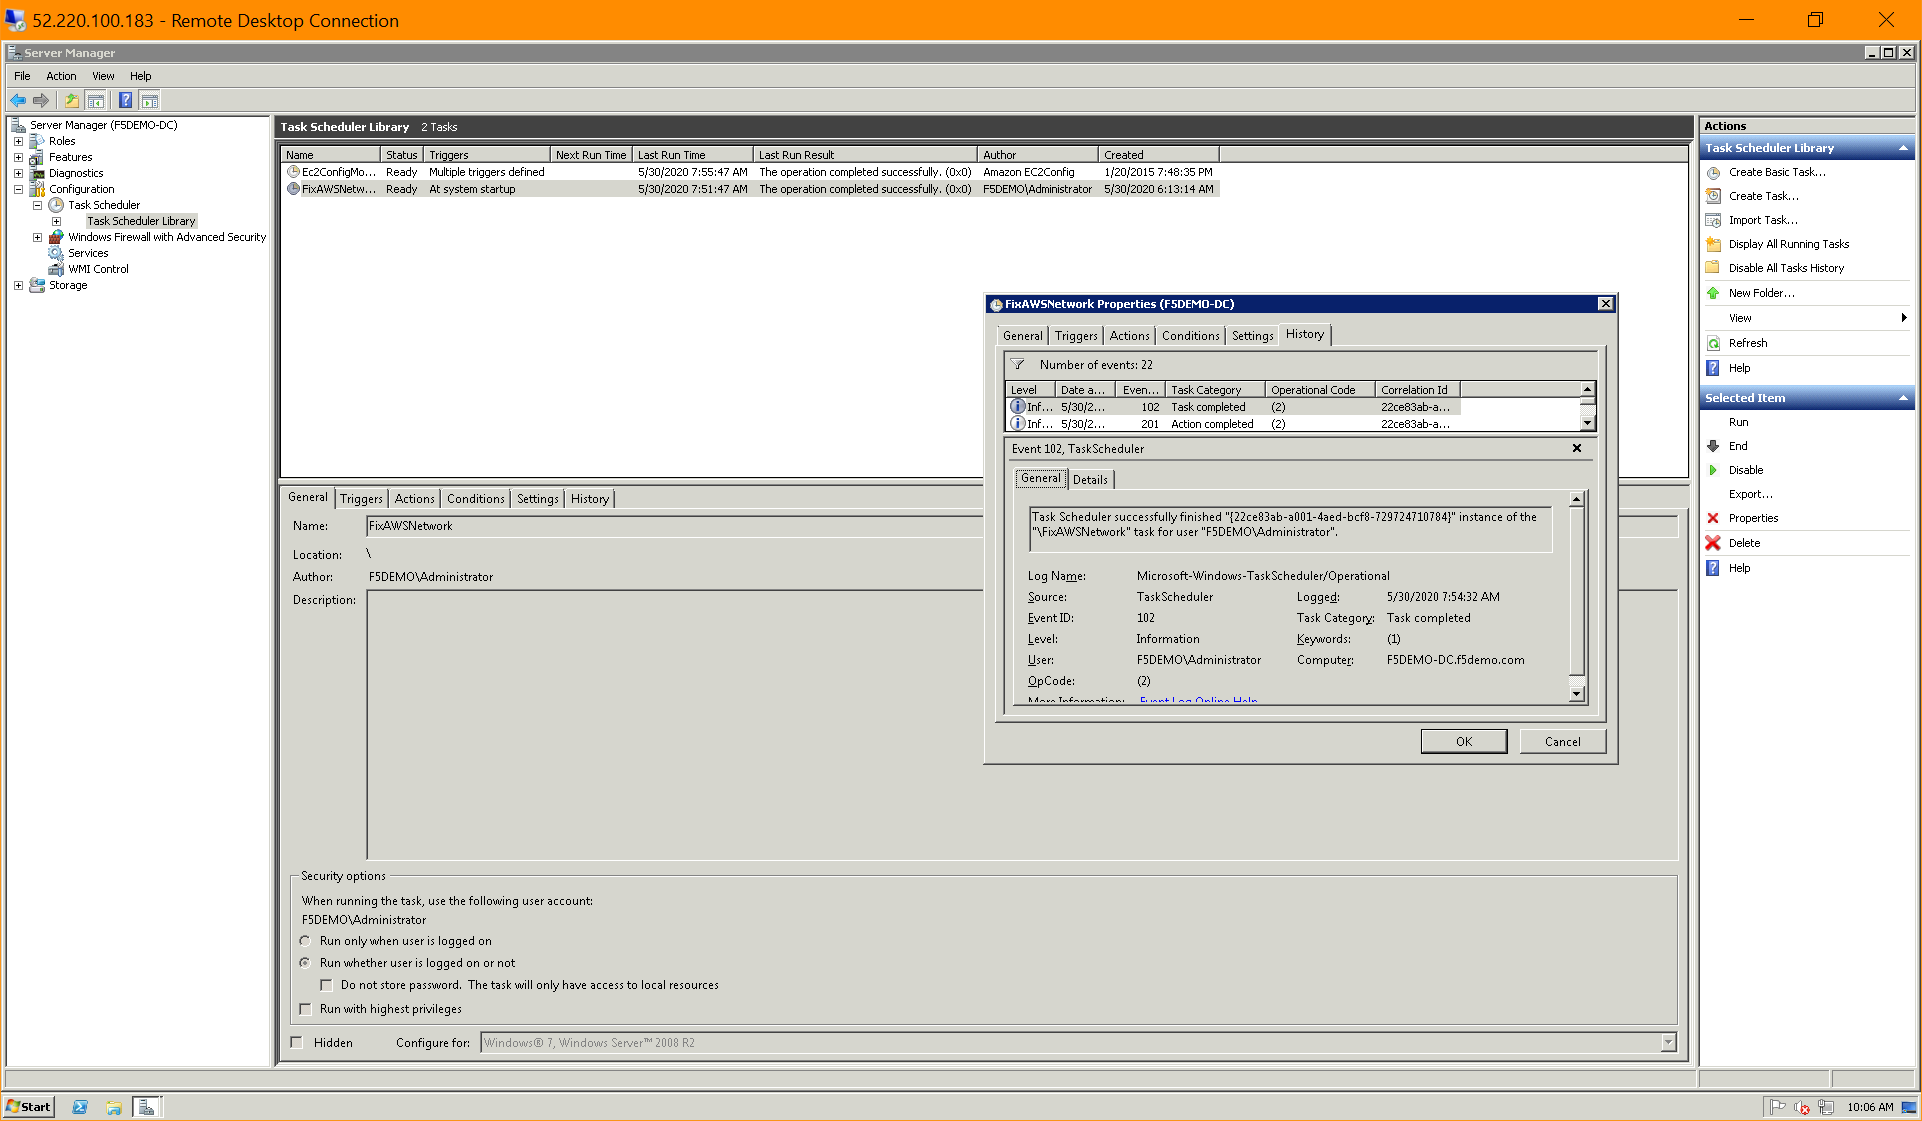 52.220.100.183 - Remote Desktop Connection
Server Manager
File Action View Help
Server Manager (F5DEMO-DC)
Roles
Features
Diagnostics
Configuration
Task Scheduler
Task Scheduler Library
Windows Firewall with Advanced Security
Services
WMI Control
Storage
Task Scheduler Library 2 Tasks
Name Status Triggers Next Run Time Last Run Time Last Run Result Author Created
Ec2ConfigMo... Ready Multiple triggers defined 5/30/2020 7:55:47 AM The operation completed successfully. (0x0) Amazon EC2Config 1/20/2015 7:48:35 PM
FixAWSNetw... Ready At system startup 5/30/2020 7:51:47 AM The operation completed successfully. (0x0) F5DEMO\Administrator 5/30/2020 6:13:14 AM
General Triggers Actions Conditions Settings History
Name: FixAWSNetwork
Location: \
Author: F5DEMO\Administrator
Description:
Security options
When running the task, use the following user account:
F5DEMO\Administrator
Run only when user is logged on
Run whether user is logged on or not
Do not store password. The task will only have access to local resources
Run with highest privileges
Hidden Configure for: Windows® 7, Windows Server™ 2008 R2
FixAWSNetwork Properties (F5DEMO-DC)
General Triggers Actions Conditions Settings History
Number of events: 22
Level Date a... Even... Task Category Operational Code Correlation Id
Inf... 5/30/2... 102 Task completed (2) 22ce83ab-a...
Inf... 5/30/2... 201 Action completed (2) 22ce83ab-a...
Event 102, TaskScheduler
General Details
Task Scheduler successfully finished "{22ce83ab-a001-4aed-bcf8-729724710784}" instance of the
"\FixAWSNetwork" task for user "F5DEMO\Administrator".
Log Name: Microsoft-Windows-TaskScheduler/Operational
Source: TaskScheduler Logged: 5/30/2020 7:54:32 AM
Event ID: 102 Task Category: Task completed
Level: Information Keywords: (1)
User: F5DEMO\Administrator Computer: F5DEMO-DC.f5demo.com
OpCode: (2)
More Information: Event Log Online Help
OK Cancel
Actions
Task Scheduler Library
Create Basic Task...
Create Task...
Import Task...
Display All Running Tasks
Disable All Tasks History
New Folder...
View
Refresh
Help
Selected Item
Run
End
Disable
Export...
Properties
Delete
Help
Start 10:06 AM